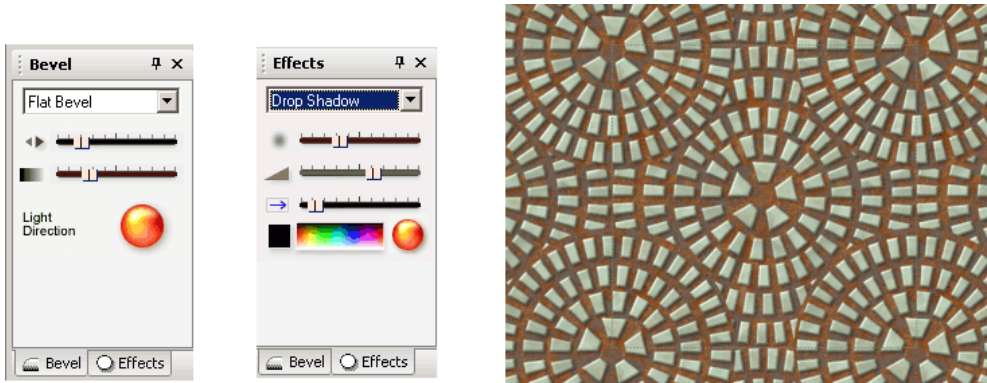 Bevel
Flat Bevel
Light
Direction
Bevel Effects
Effects
Drop Shadow
Bevel Effects